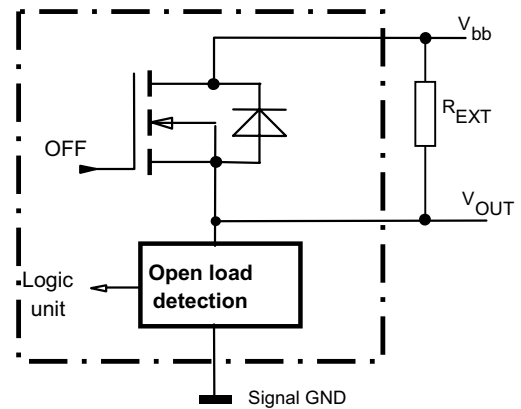 V_bb
R_EXT
OFF
V_OUT
Open load
detection
Logic
unit
Signal GND